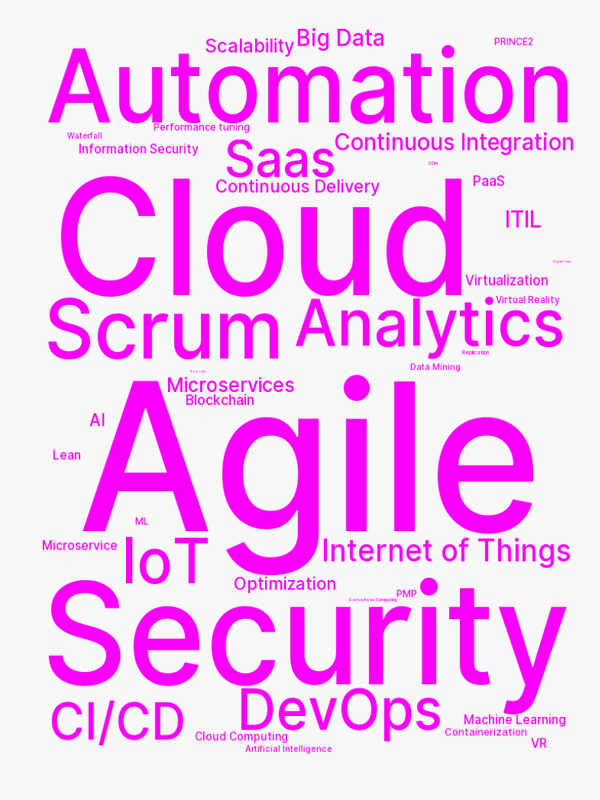 Big Data
Scalability
PRINCE2
Automation
Performance tuning
Waterfall
Continuous Integration
Information Security
Saas
Continuous Delivery
PaaS
Cloud
ITIL
Virtualization
Virtual Reality
Scrum
Analytics
Replication
Data Mining
Microservices
Blockchain
Agile
AI
Lean
ML
Microservice
IoT
Internet of Things
Optimization
PMP
Security
CI/CD
DevOps
Machine Learning
Containerization
Cloud Computing
VR
Artificial Intelligence